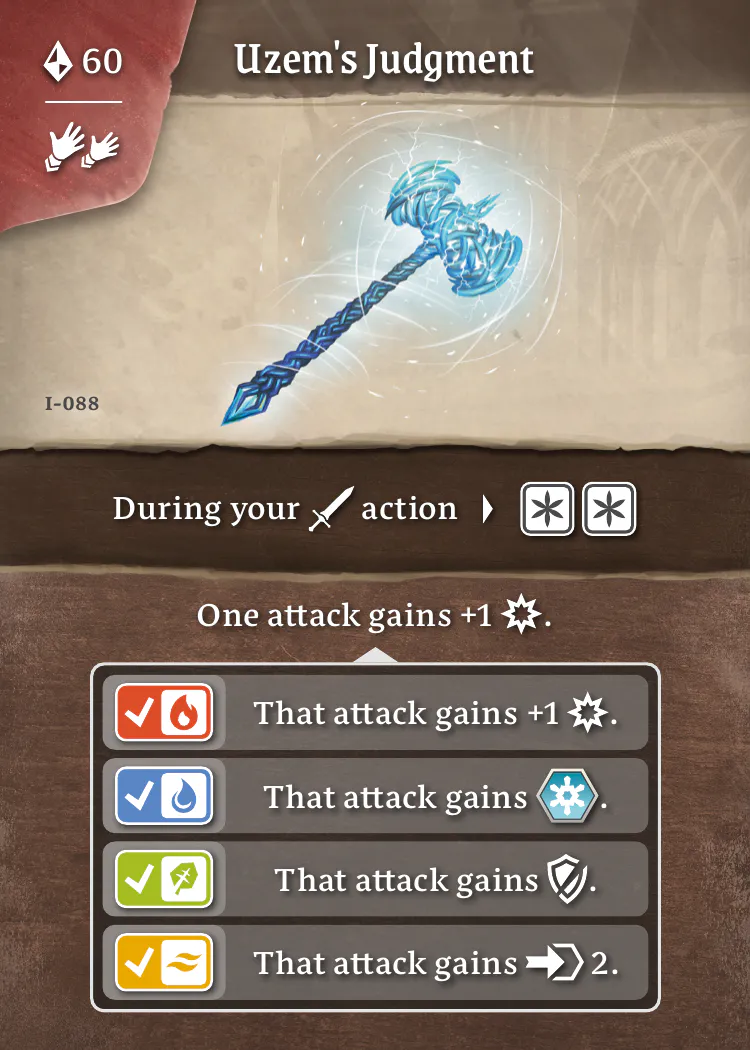 60
Uzem's Judgment
I-088
During your action
One attack gains +1 .
That attack gains +1 .
That attack gains .
That attack gains .
That attack gains 2.